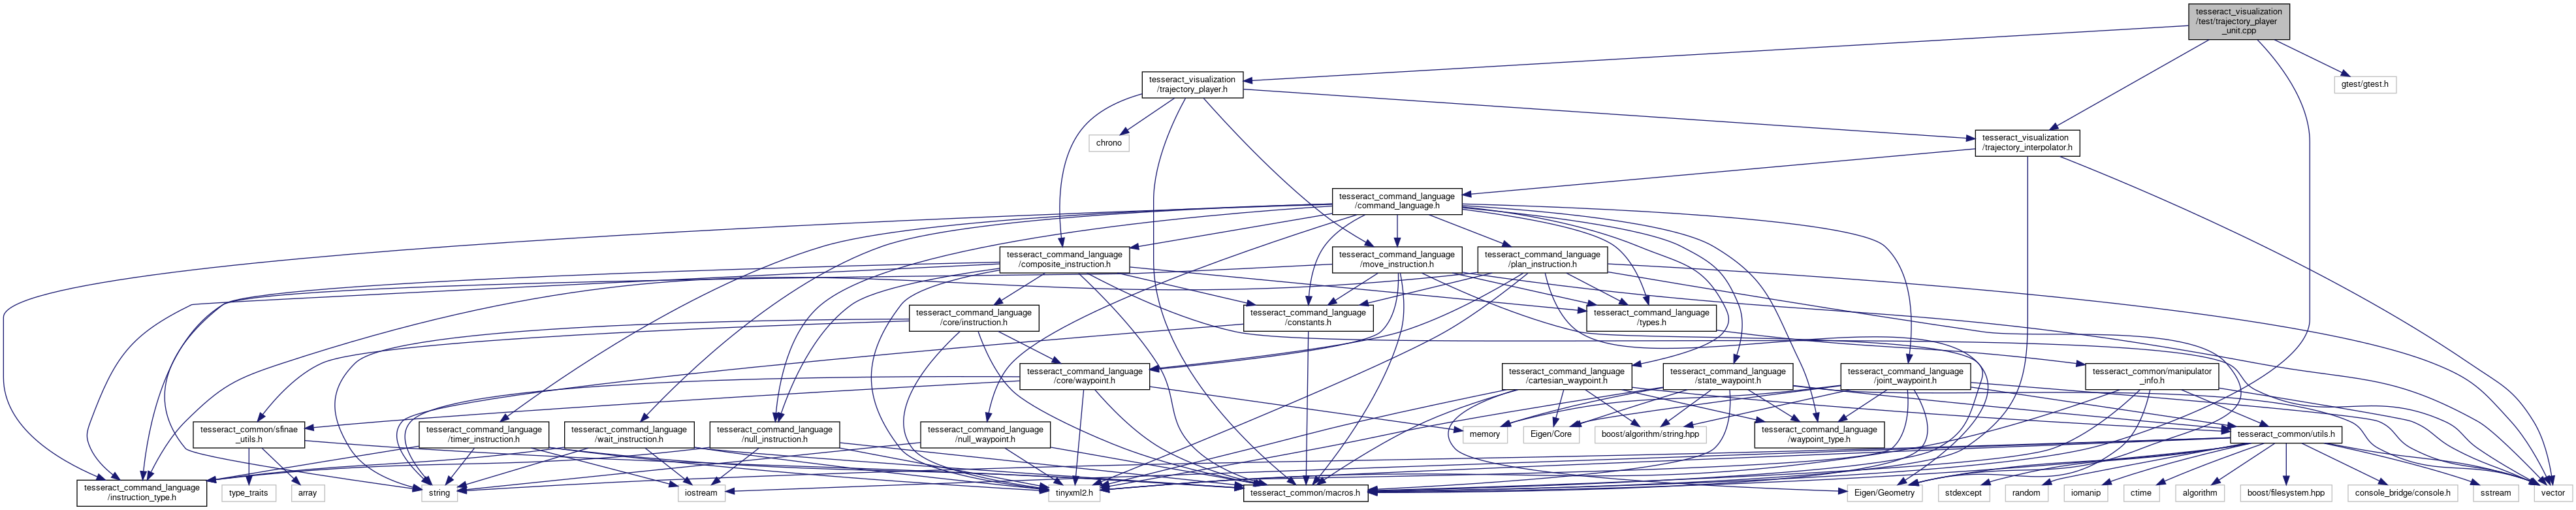 tesseract_visualization
/test/trajectory_player
_unit.cpp
tesseract_visualization
/trajectory_player.h
gtest/gtest.h
chrono
tesseract_visualization
/trajectory_interpolator.h
tesseract_command_language
/command_language.h
tesseract_command_language
/composite_instruction.h
tesseract_command_language
/move_instruction.h
tesseract_command_language
/plan_instruction.h
tesseract_command_language
/core/instruction.h
tesseract_command_language
/constants.h
tesseract_command_language
/types.h
tesseract_command_language
/core/waypoint.h
tesseract_command_language
/cartesian_waypoint.h
tesseract_command_language
/state_waypoint.h
tesseract_command_language
/joint_waypoint.h
tesseract_common/manipulator
_info.h
tesseract_common/sfinae
_utils.h
tesseract_command_language
/timer_instruction.h
tesseract_command_language
/wait_instruction.h
tesseract_command_language
/null_instruction.h
tesseract_command_language
/null_waypoint.h
memory
Eigen/Core
boost/algorithm/string.hpp
tesseract_command_language
/waypoint_type.h
tesseract_common/utils.h
tesseract_command_language
/instruction_type.h
type_traits
array
string
iostream
tinyxml2.h
tesseract_common/macros.h
Eigen/Geometry
stdexcept
random
iomanip
ctime
algorithm
boost/filesystem.hpp
console_bridge/console.h
sstream
vector